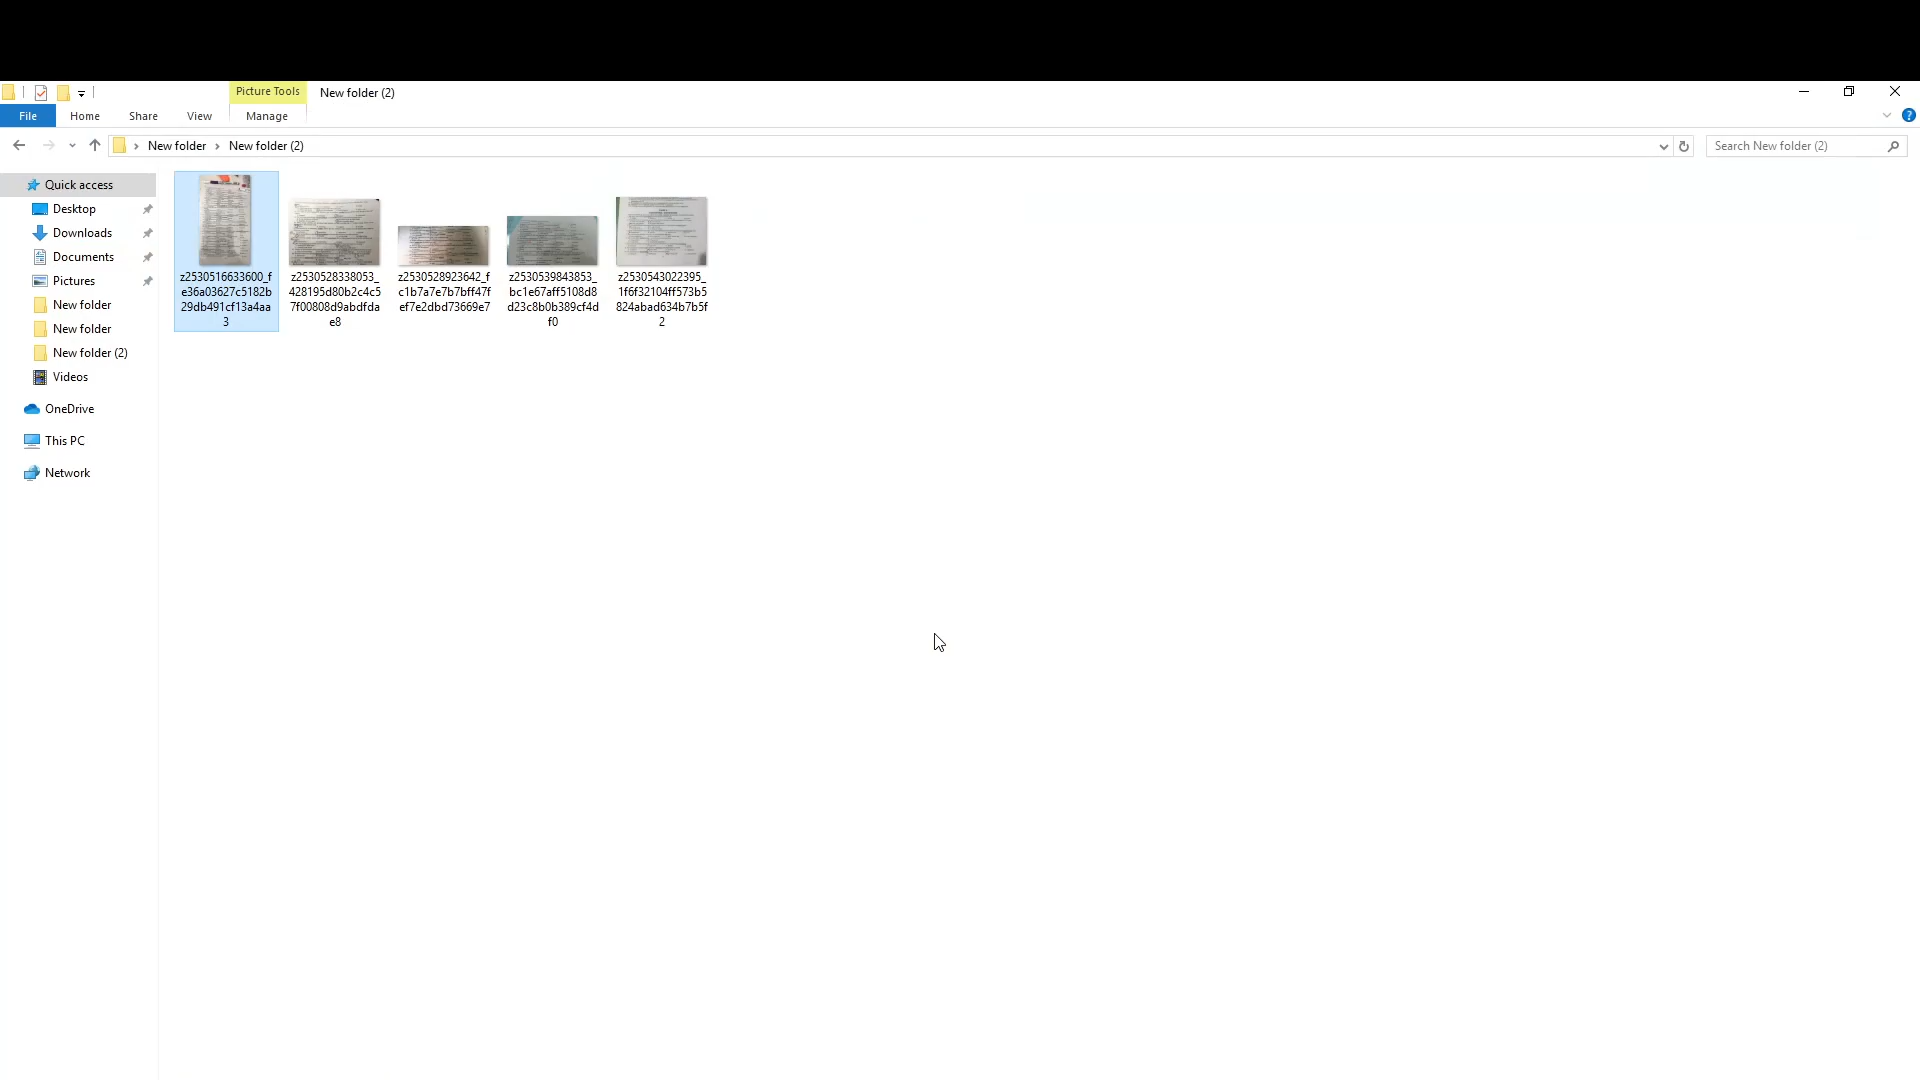 Picture Tools
New folder (2)
File
Home
Share
View
Manage
New folder
New folder (2)
Search New folder (2)
Quick access
Desktop
Downloads
Documents
Pictures
New folder
New folder
New folder (2)
Videos
OneDrive
This PC
Network
z2530516633600_f
e36a03627c5182b
29db491cf13a4aa
3
z2530528338053_
428195d80b2c4c5
7f00808d9abdfda
e8
z2530528923642_f
c1b7a7e7b7bff47f
ef7e2dbd73669e7
z2530539843853_
bc1e67aff5108d8
d23c8b0b389cf4d
f0
z2530543022395_
1f6f32104ff573b5
824abad634b7b5f
2